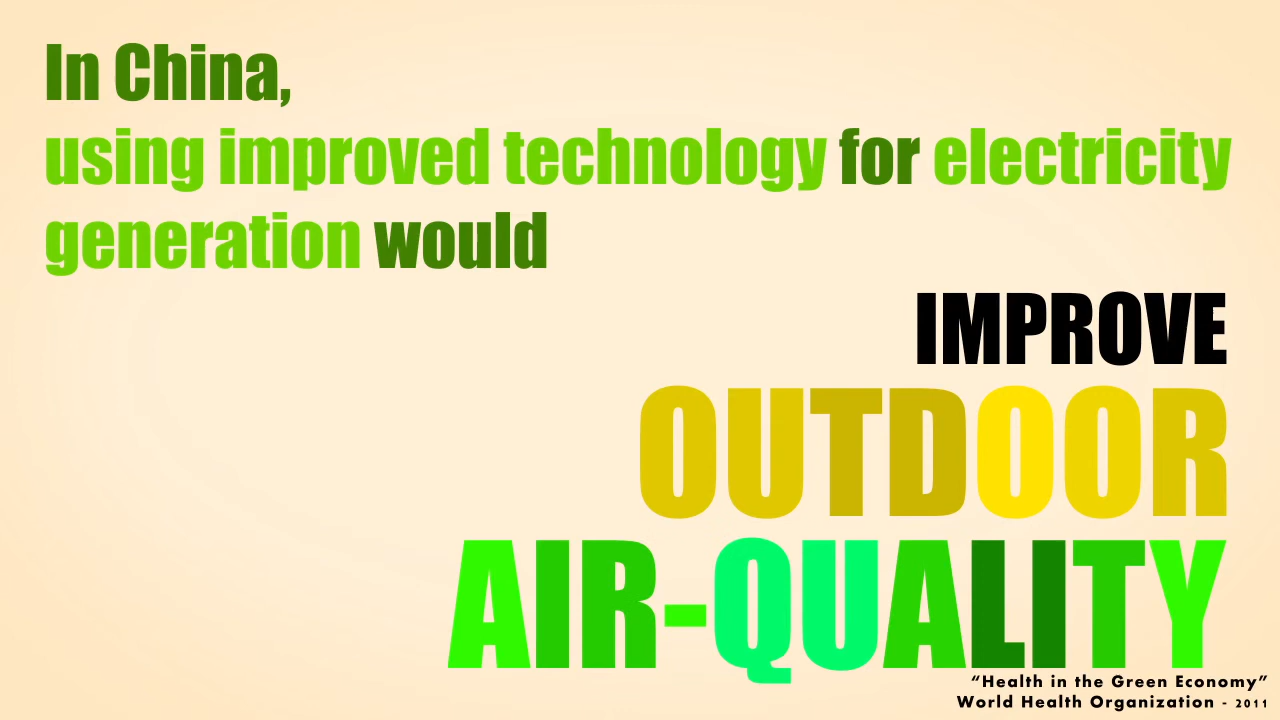 In China,
using improved technology for electricity
generation would
IMPROVE
OUTDOOR
AIR-QUALITY
“Health in the Green Economy”
World Health Organization - 2011